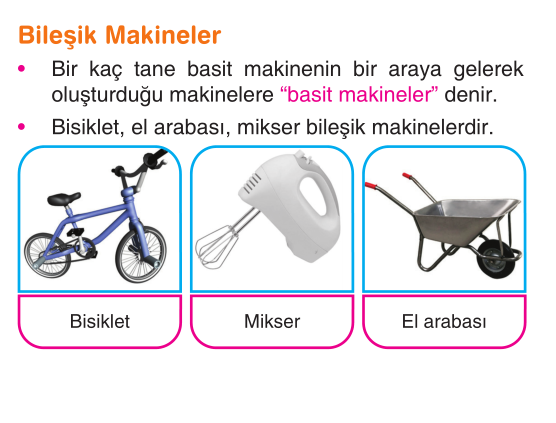 Bileşik Makineler
• Bir kaç tane basit makinenin bir araya gelerek
oluşturduğu makinelere “basit makineler” denir.
• Bisiklet, el arabası, mikser bileşik makinelerdir.
Bisiklet
Mikser
El arabası